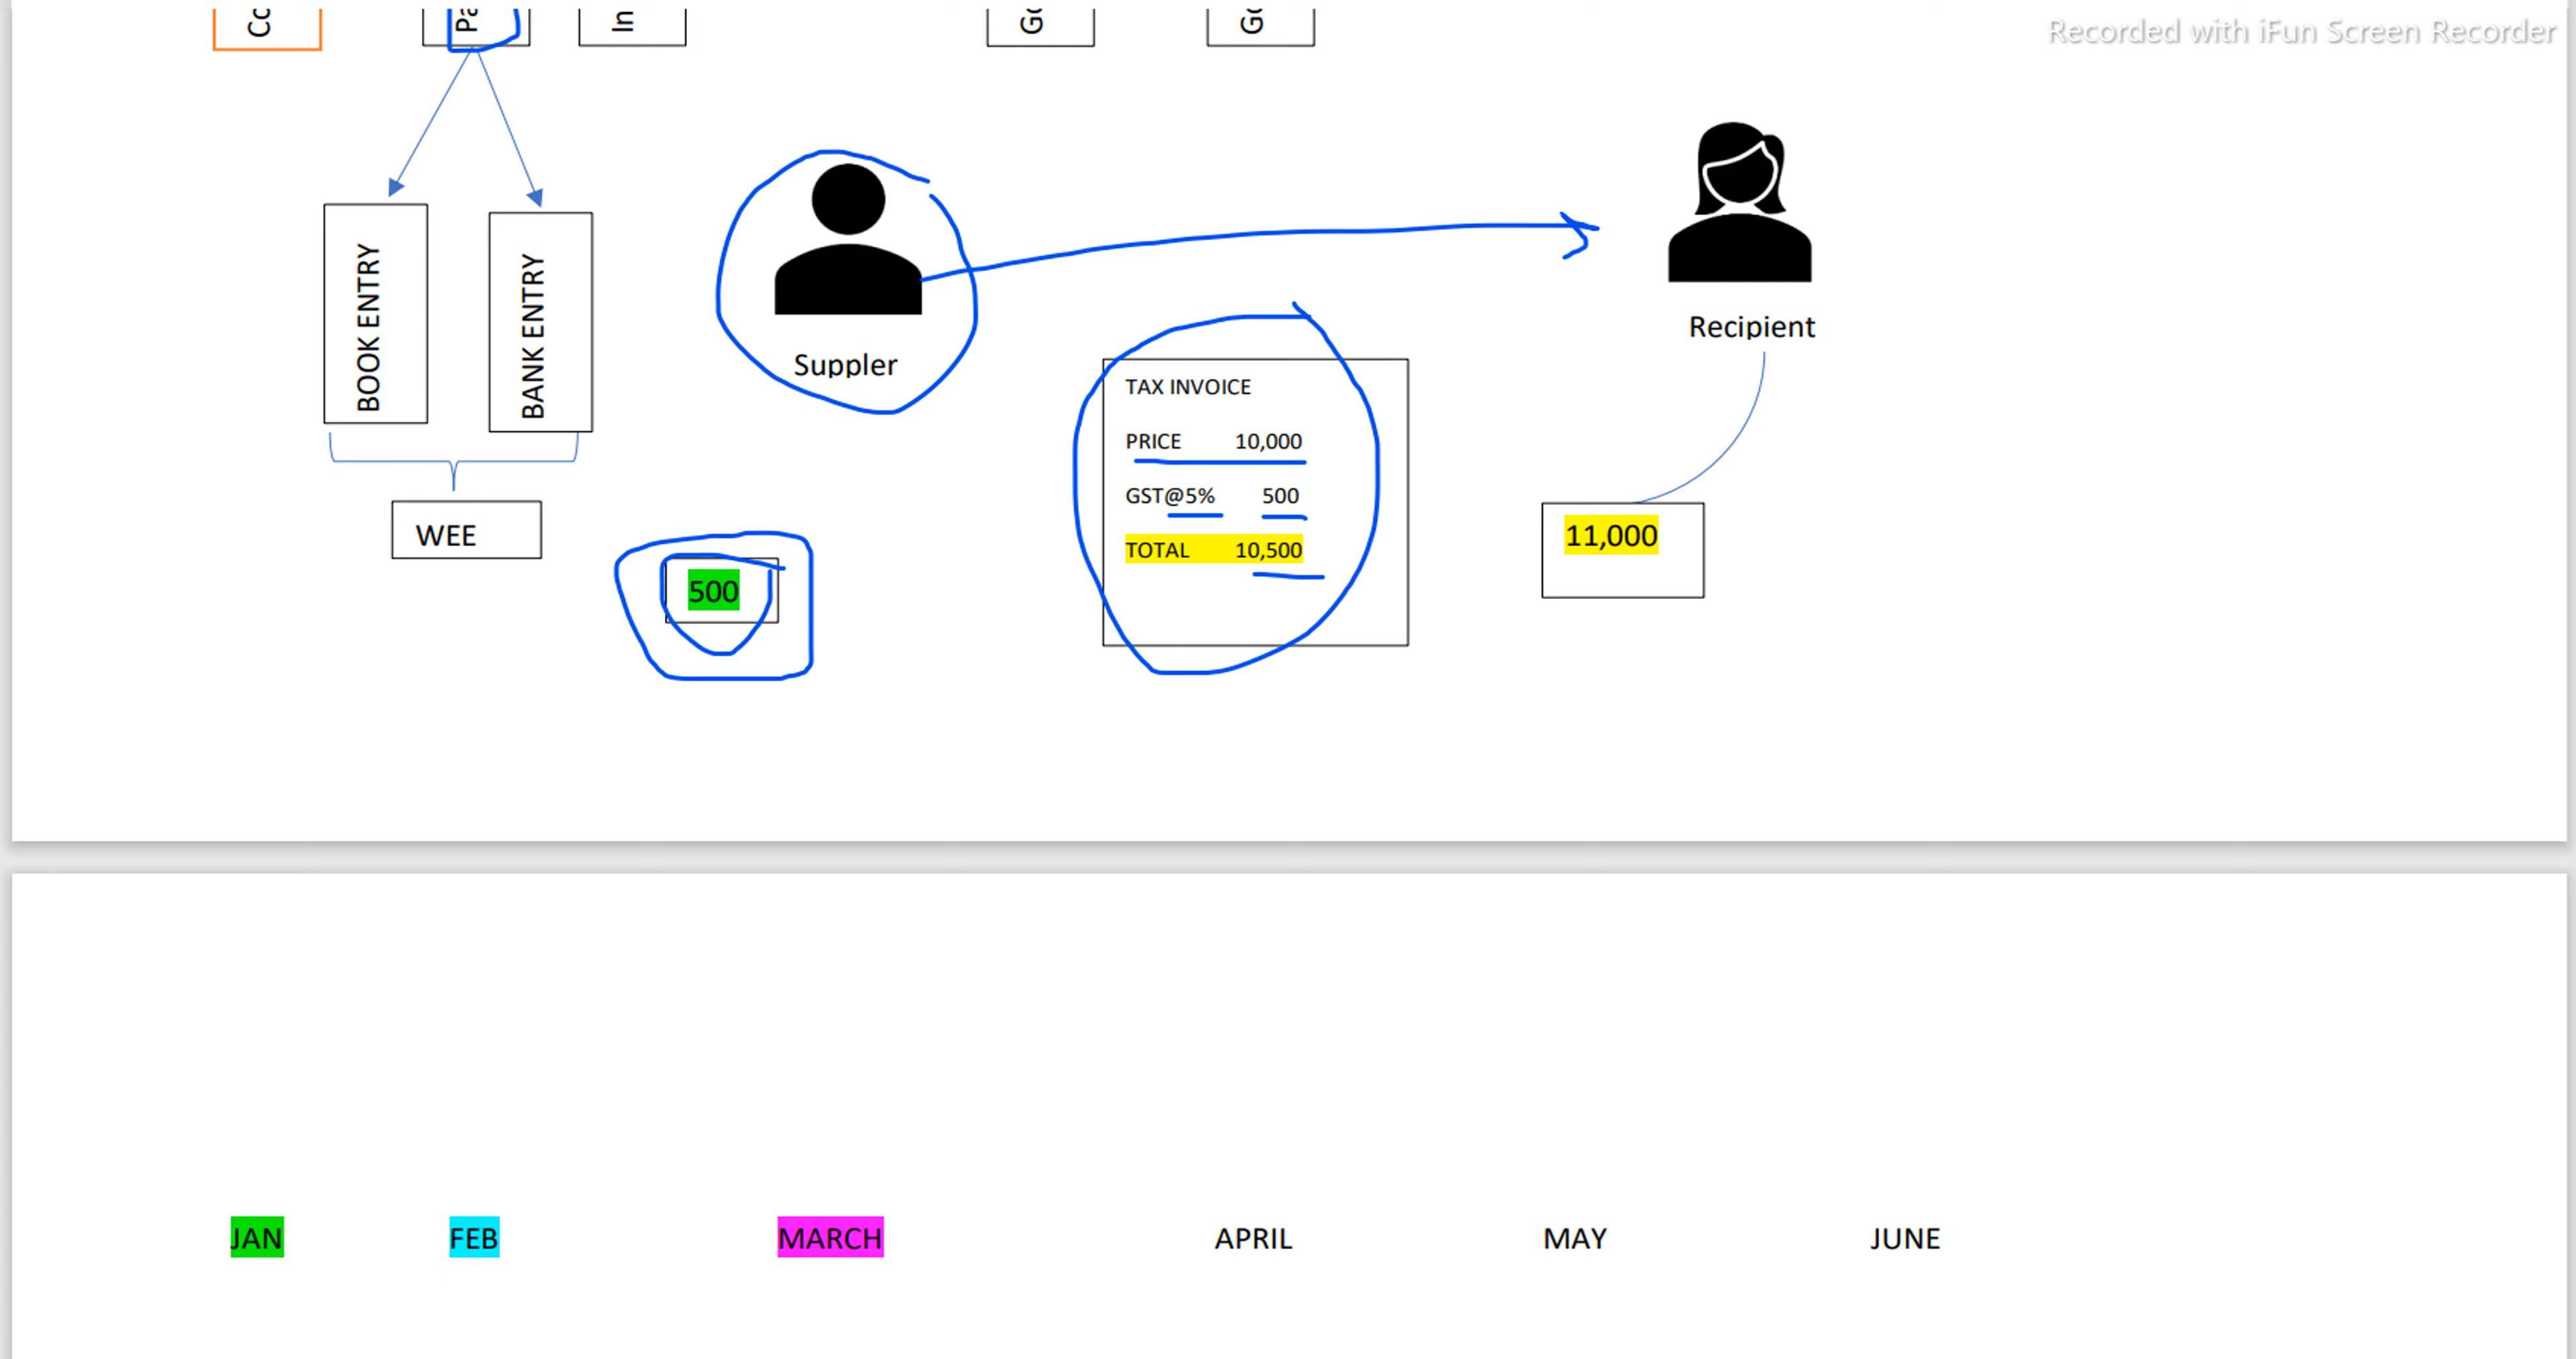 Recorded with iFun Screen Recorder
BOOK ENTRY
BANK ENTRY
WEE
Suppler
500
TAX INVOICE
PRICE 10,000
GST@5% 500
TOTAL 10,500
Recipient
11,000
JAN FEB MARCH APRIL MAY JUNE